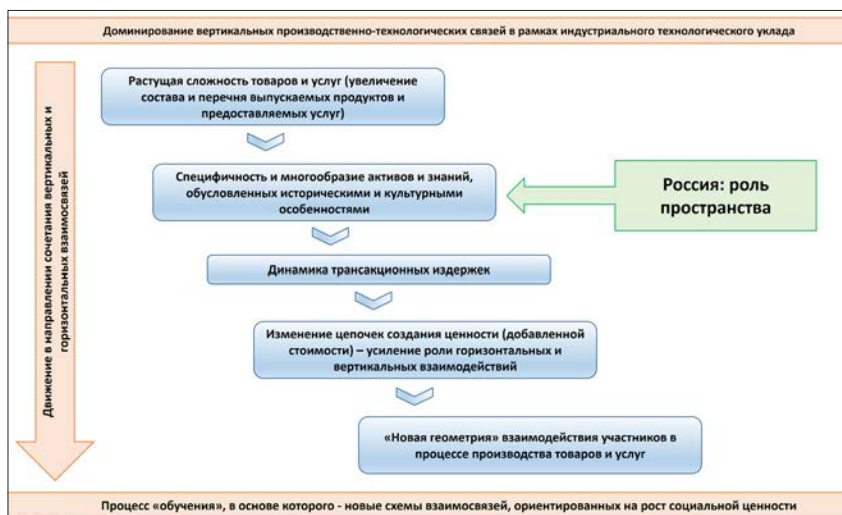 Доминирование вертикальных производственно-технологических связей в рамках индустриального технологического уклада
Движение в направлении сочетания вертикальных и
горизонтальных взаимосвязей
Растущая сложность товаров и услуг (увеличение
состава и перечня выпускаемых продуктов и
предоставляемых услуг)
Специфичность и многообразие активов и знаний,
обусловленных историческими и культурными
особенностями
Россия: роль
пространства
Динамика трансакционных издержек
Изменение цепочек создания ценности (добавленной
стоимости) – усиление роли горизонтальных и
вертикальных взаимодействий
«Новая геометрия» взаимодействия участников в
процессе производства товаров и услуг
Процесс «обучения», в основе которого - новые схемы взаимосвязей, ориентированных на рост социальной ценности